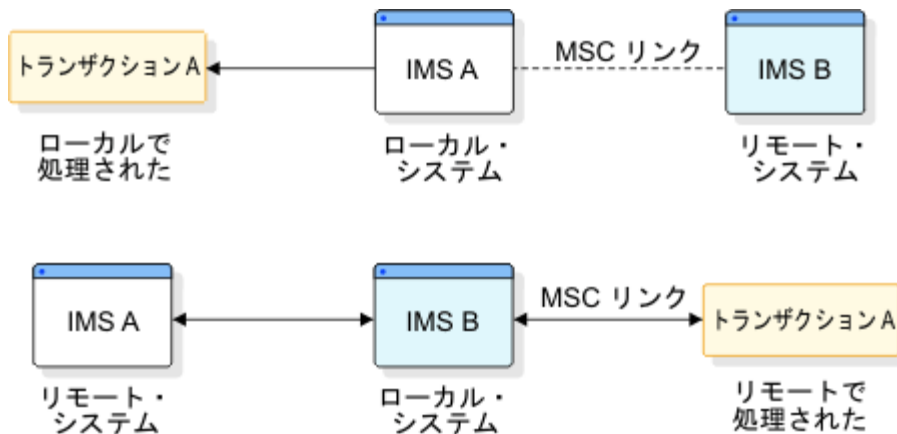 トランザクションA
IMS A
MSC リンク
IMS B
ローカルで
処理された
ローカル・
システム
リモート・
システム
IMS A
IMS B
MSC リンク
トランザクションA
リモート・
システム
ローカル・
システム
リモートで
処理された